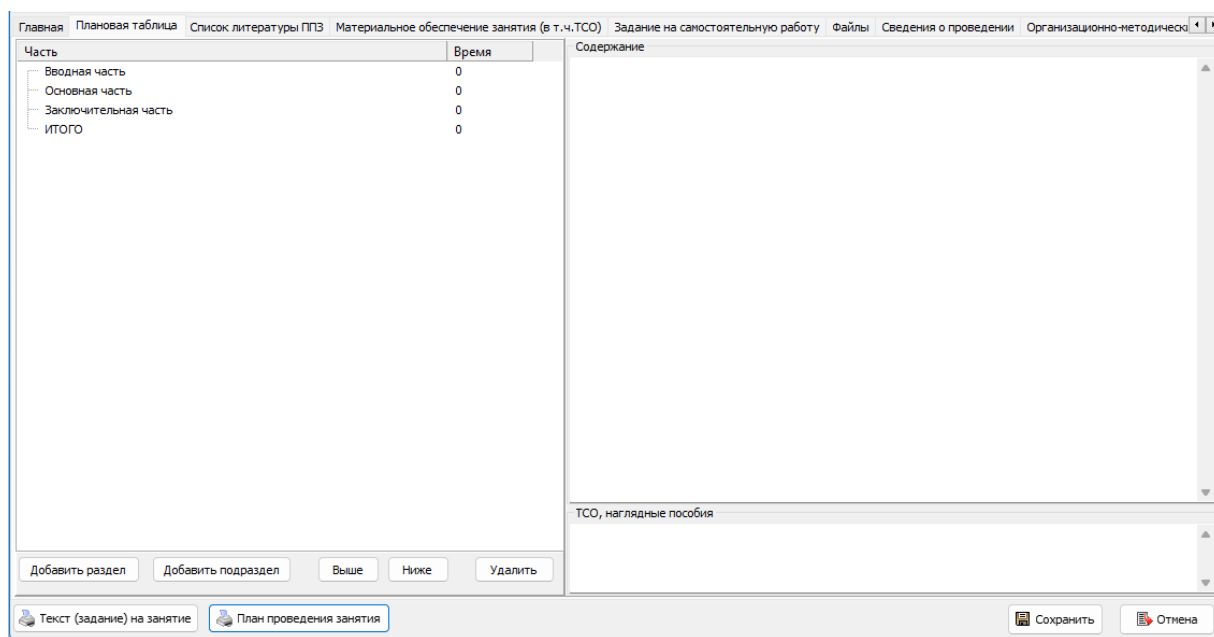 Главная Плановая таблица Список литературы ППЗ Материальное обеспечение занятия (в т.ч.ТСО) Задание на самостоятельную работу Файлы Сведения о проведении Организационно-методическ
Часть Время
Вводная часть 0
Основная часть 0
Заключительная часть 0
ИТОГО 0
Содержание
ТСО, наглядные пособия
Добавить раздел Добавить подраздел Выше Ниже Удалить
Текст (задание) на занятие План проведения занятия Сохранить Отмена